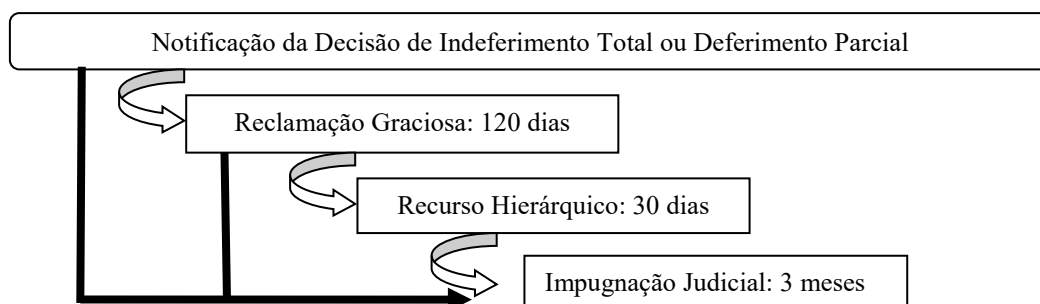 Notificação da Decisão de Indeferimento Total ou Deferimento Parcial
Reclamação Graciosa: 120 dias
Recurso Hierárquico: 30 dias
Impugnação Judicial: 3 meses